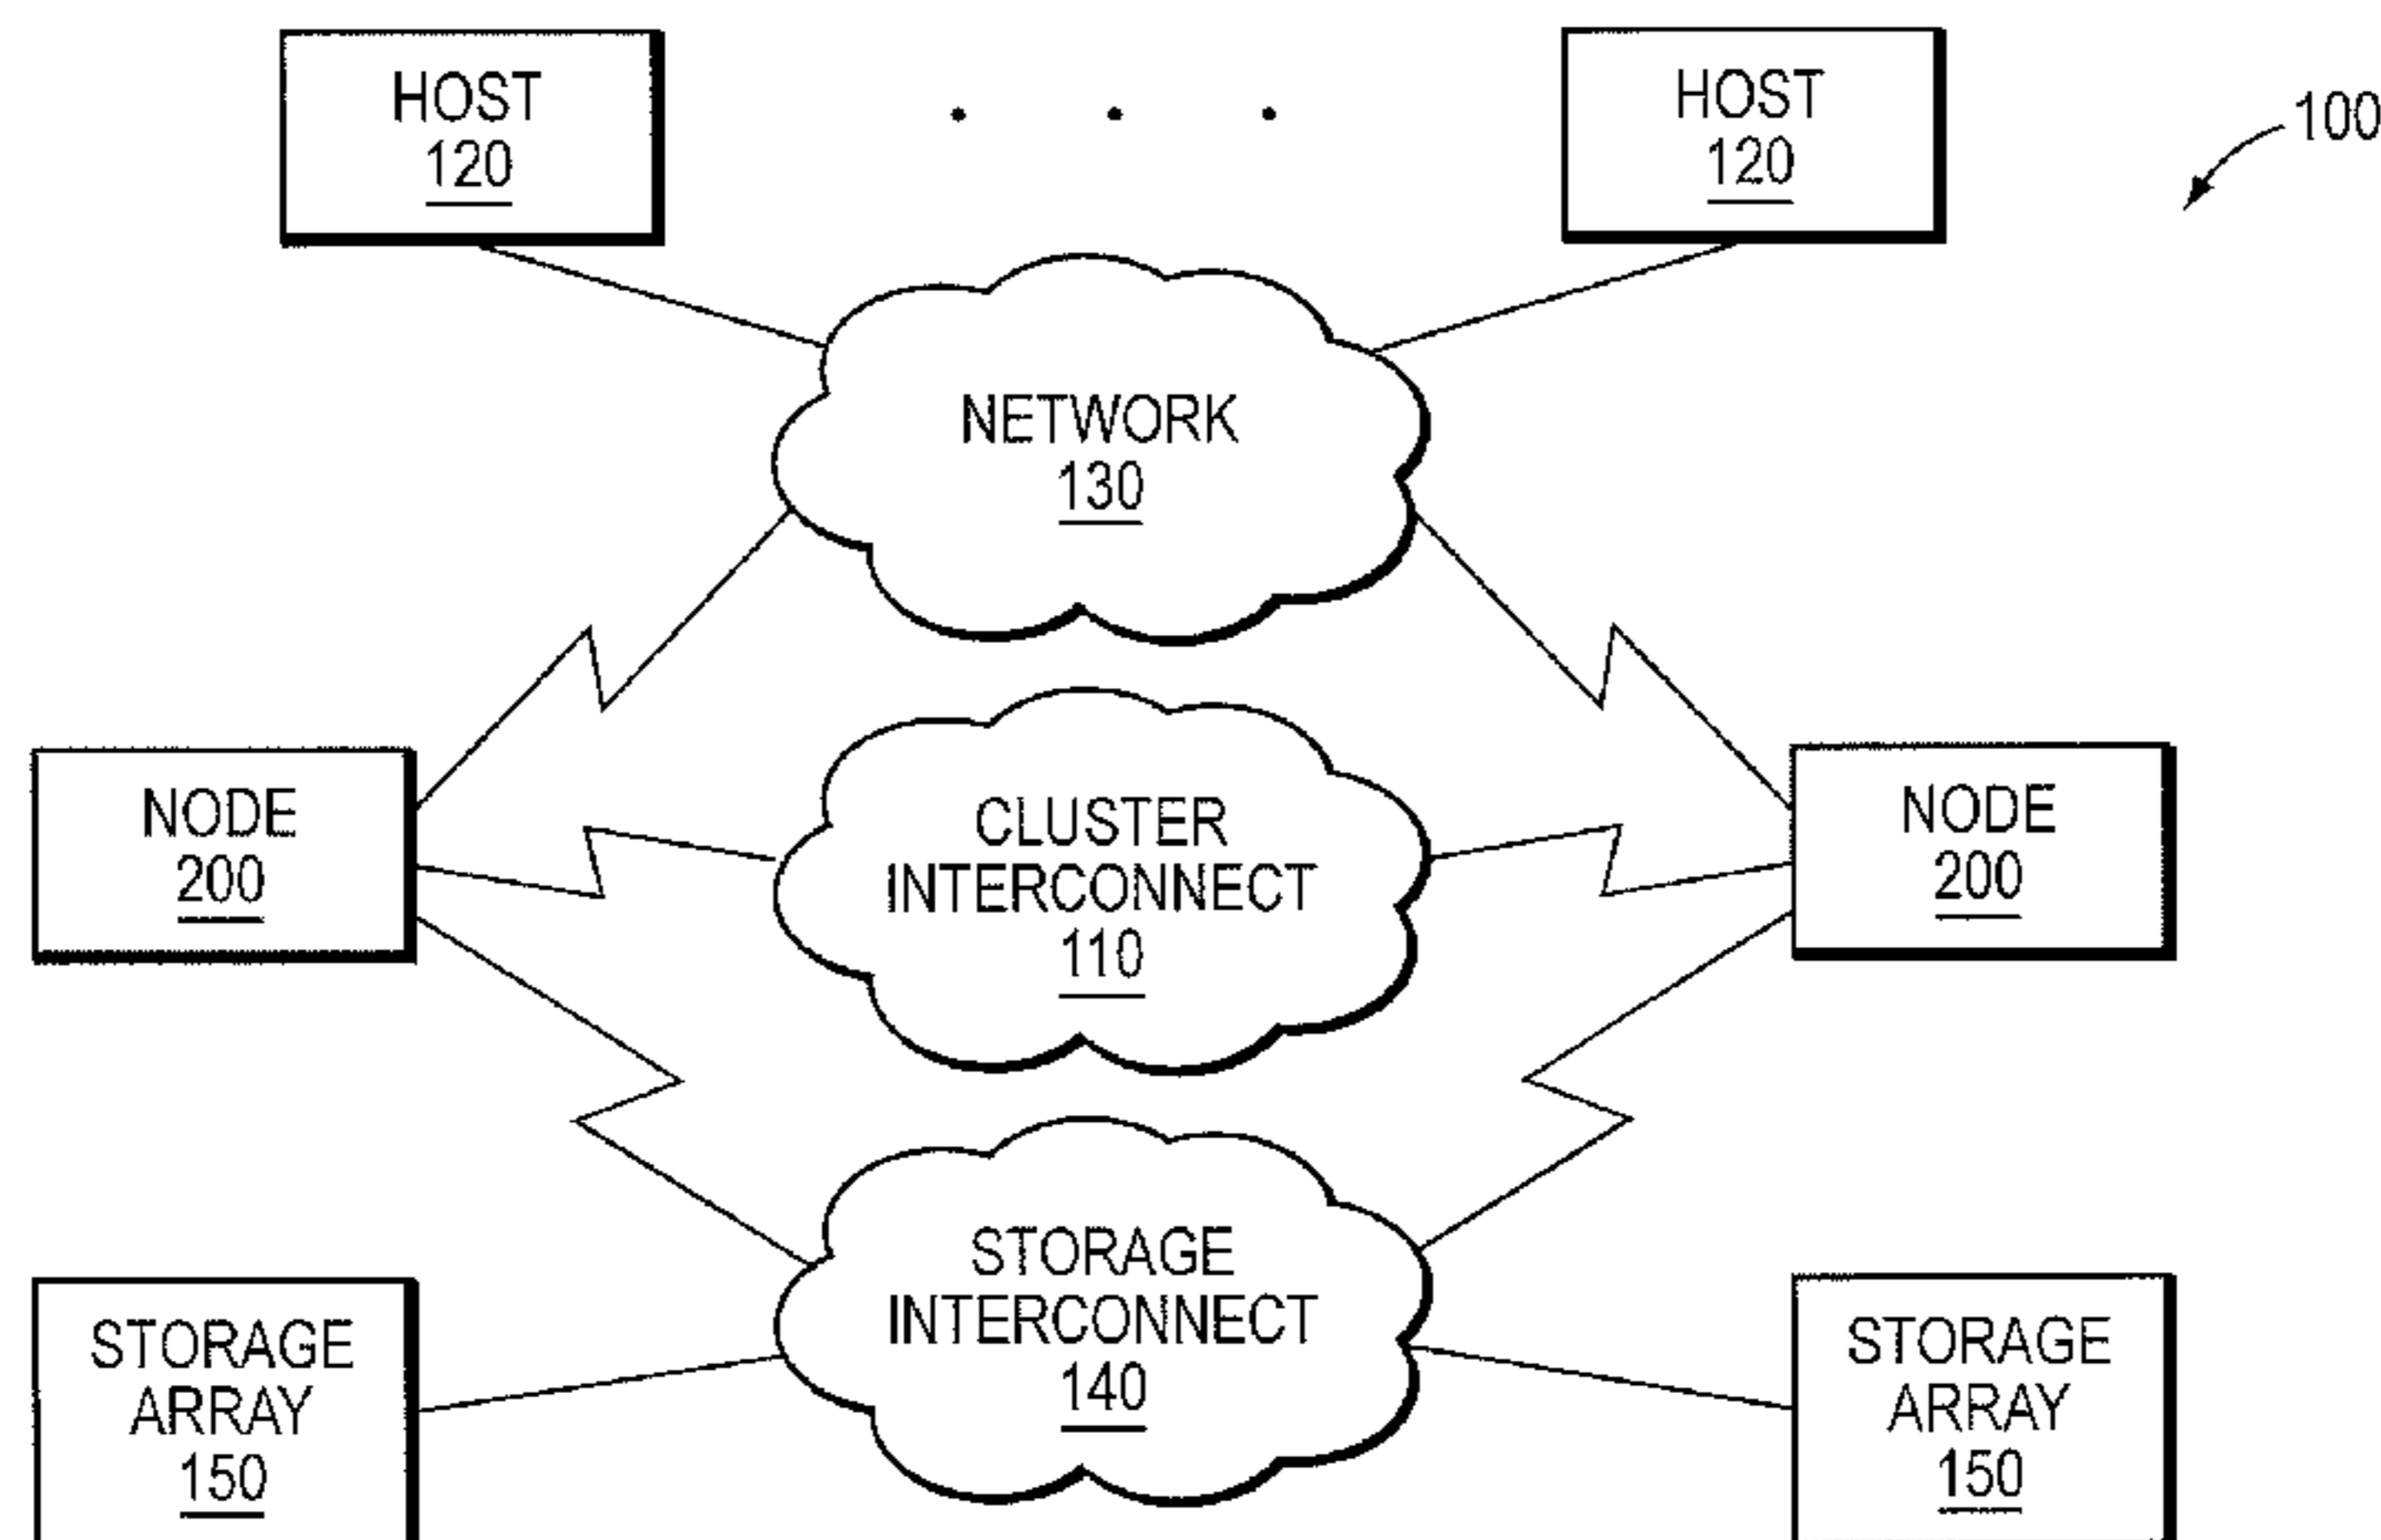 HOST
120
HOST
120
100
NETWORK
130
NODE
200
CLUSTER
INTERCONNECT
110
NODE
200
STORAGE
INTERCONNECT
140
STORAGE
ARRAY
150
STORAGE
ARRAY
150